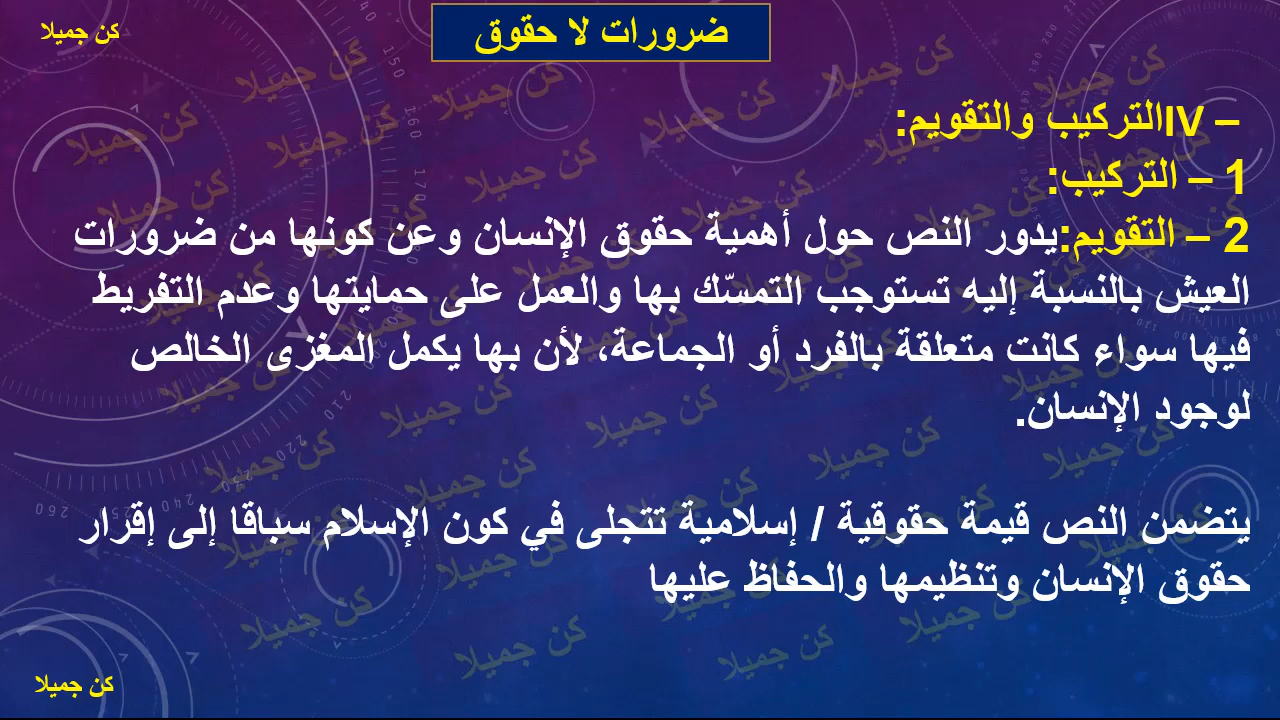 كن جميلا
ضرورات لا حقوق
– IVالتركيب والتقويم:
1 – التركيب:
2 – التقويم:يدور النص حول أهمية حقوق الإنسان وعن كونها من ضرورات
العيش بالنسبة إليه تستوجب التمسّك بها والعمل على حمايتها وعدم التفريط
فيها سواء كانت متعلقة بالفرد أو الجماعة، لأن بها يكمل المغزى الخالص
لوجود الإنسان.
يتضمن النص قيمة حقوقية / إسلامية تتجلى في كون الإسلام سباقا إلى إقرار
حقوق الإنسان وتنظيمها والحفاظ عليها
كن جميلا